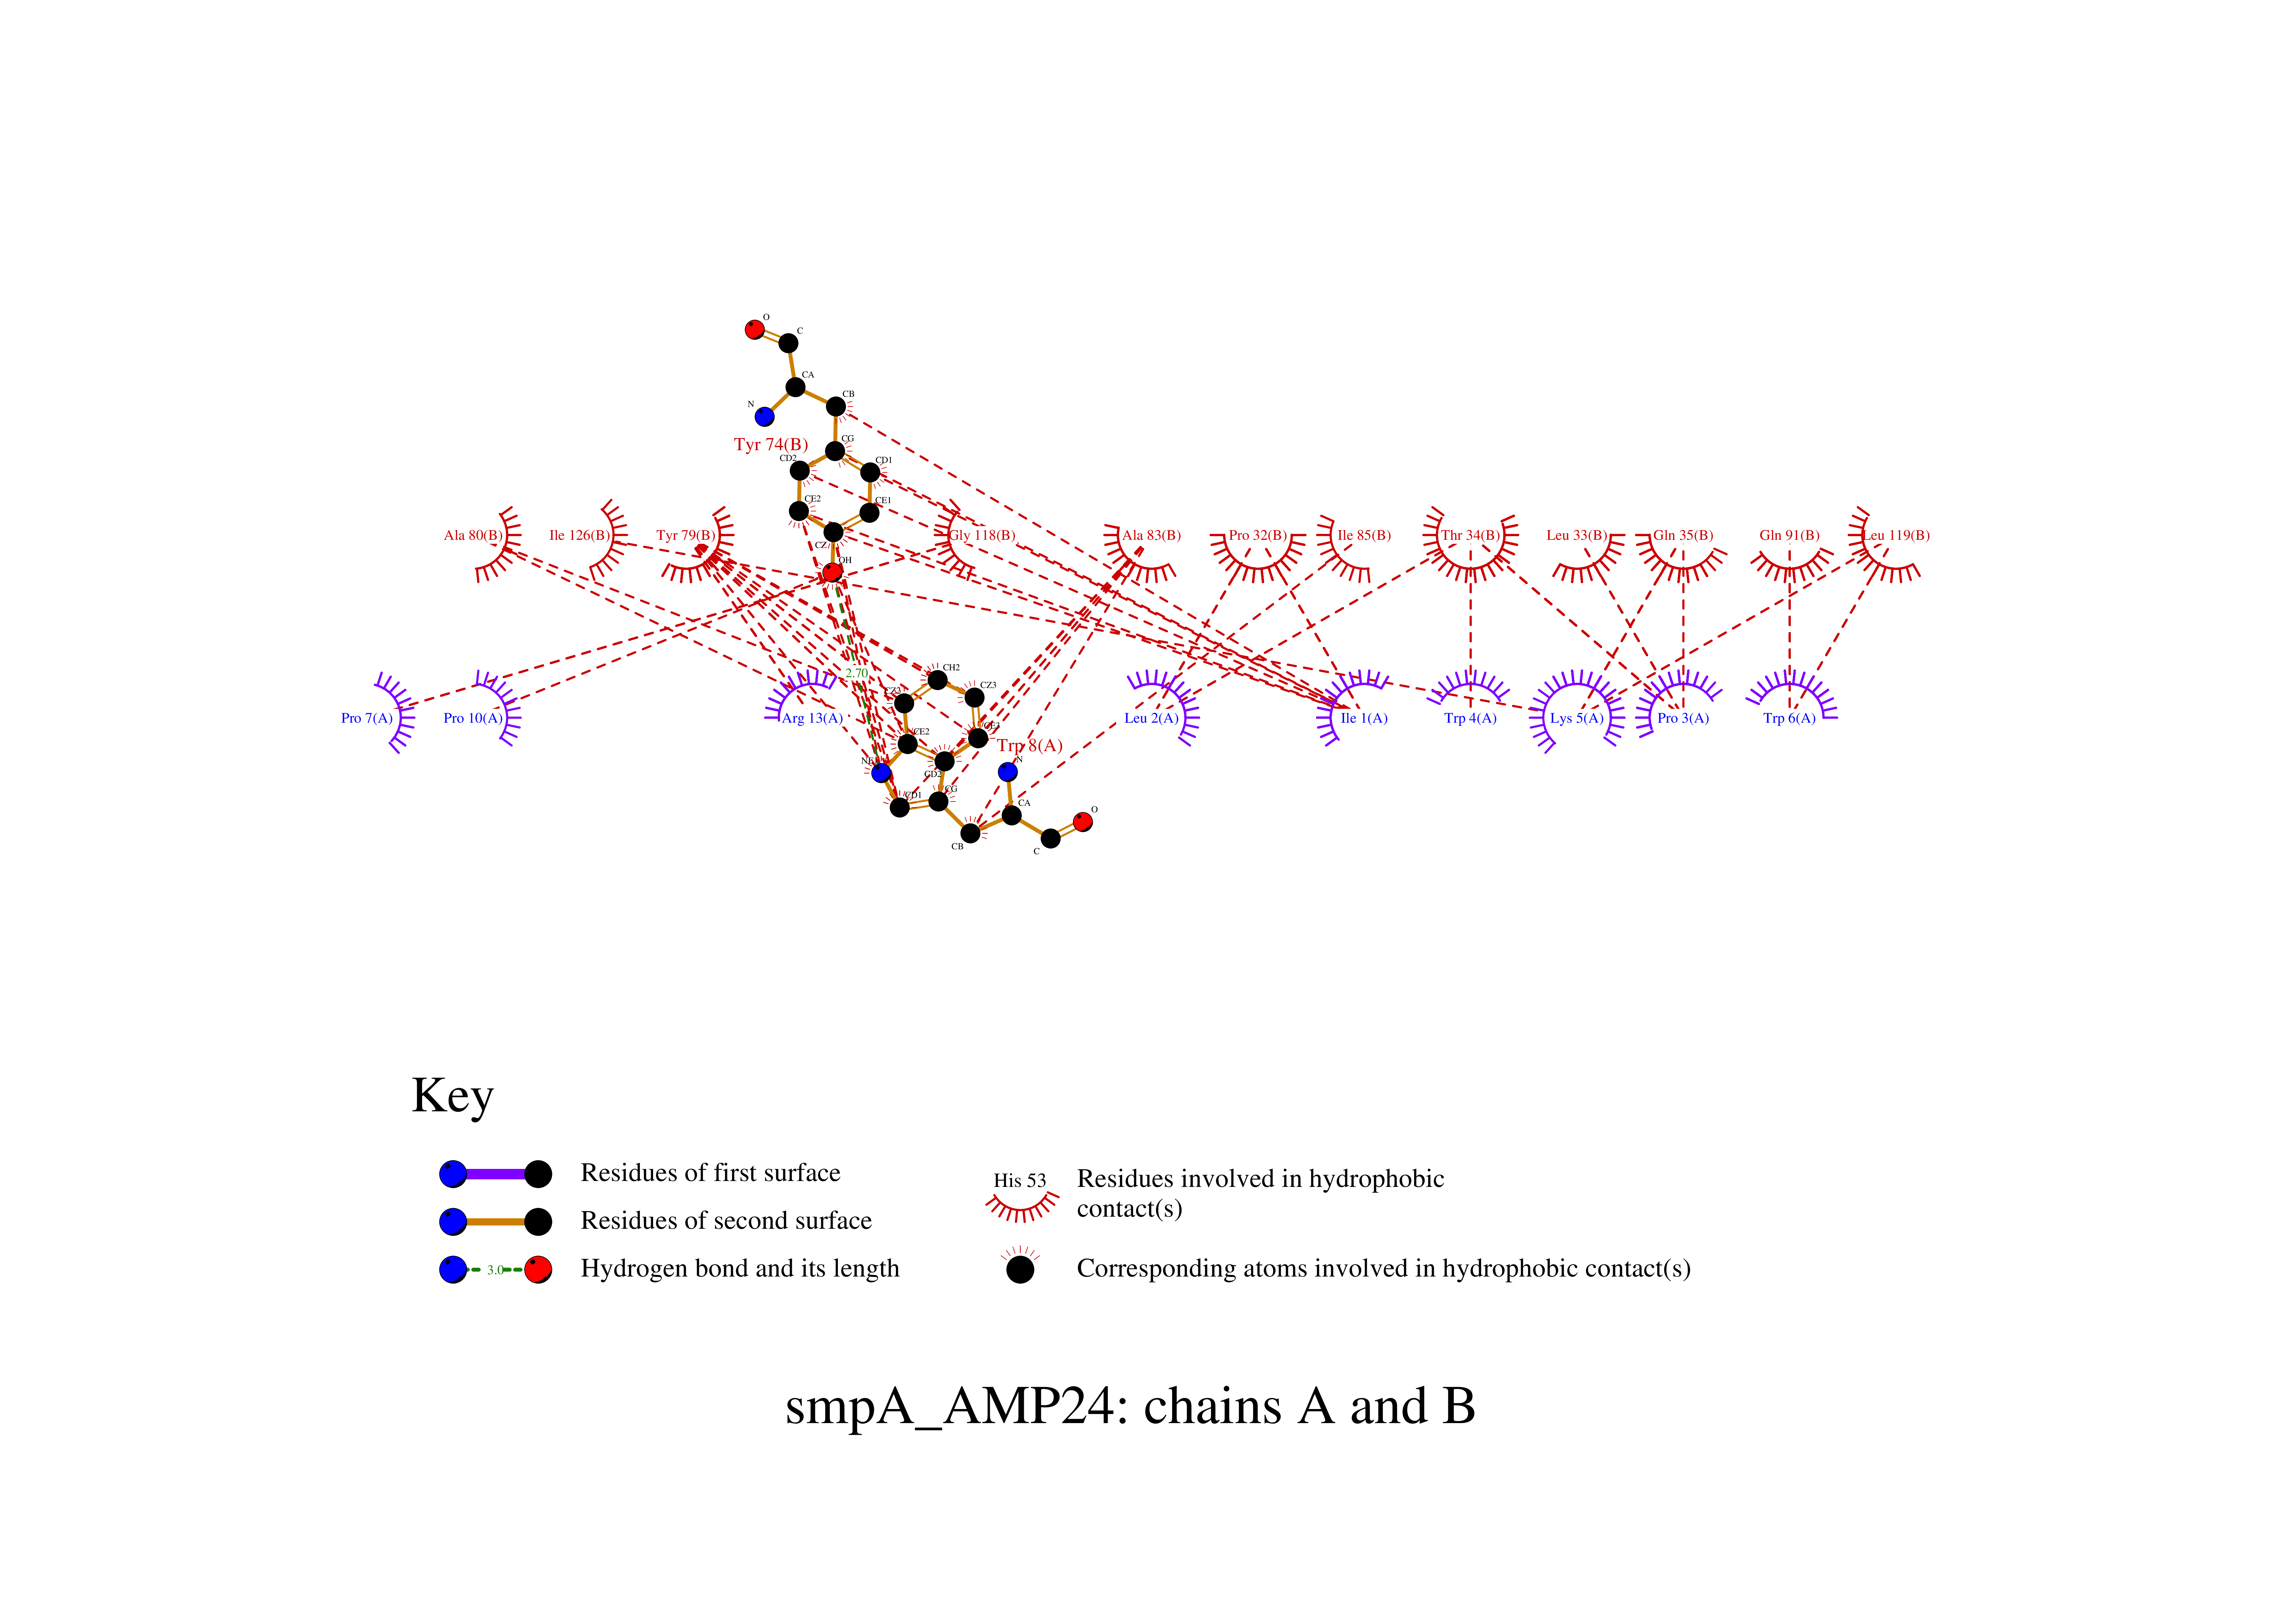 O
C
CA
CB
N
Tyr 74(B)
CG
CD2
CD1
CE2
CE1
CZ
OH
Ala 80(B)
Ile 126(B)
Tyr 79(B)
Gly 118(B)
Ala 83(B)
Pro 32(B)
Ile 85(B)
Thr 34(B)
Leu 33(B)
Gln 35(B)
Gln 91(B)
Leu 119(B)
2.70
CH2
CZ2
CZ3
Pro 7(A)
Pro 10(A)
Arg 13(A)
Leu 2(A)
Ile 1(A)
Trp 4(A)
Lys 5(A)
Pro 3(A)
Trp 6(A)
CE2
CE3
Trp 8(A)
N
CD2
CD1
CG
CA
O
CB
C
Key
Residues of first surface
Residues of second surface
3.0
Hydrogen bond and its length
His 53
Residues involved in hydrophobic
contact(s)
Corresponding atoms involved in hydrophobic contact(s)
smpA_AMP24: chains A and B